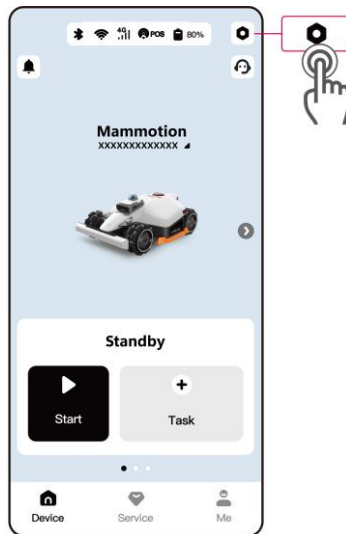 4G POS 80%
Mammotion
XXXXXXXXXXXXX
Standby
Start
Task
Device
Service
Me